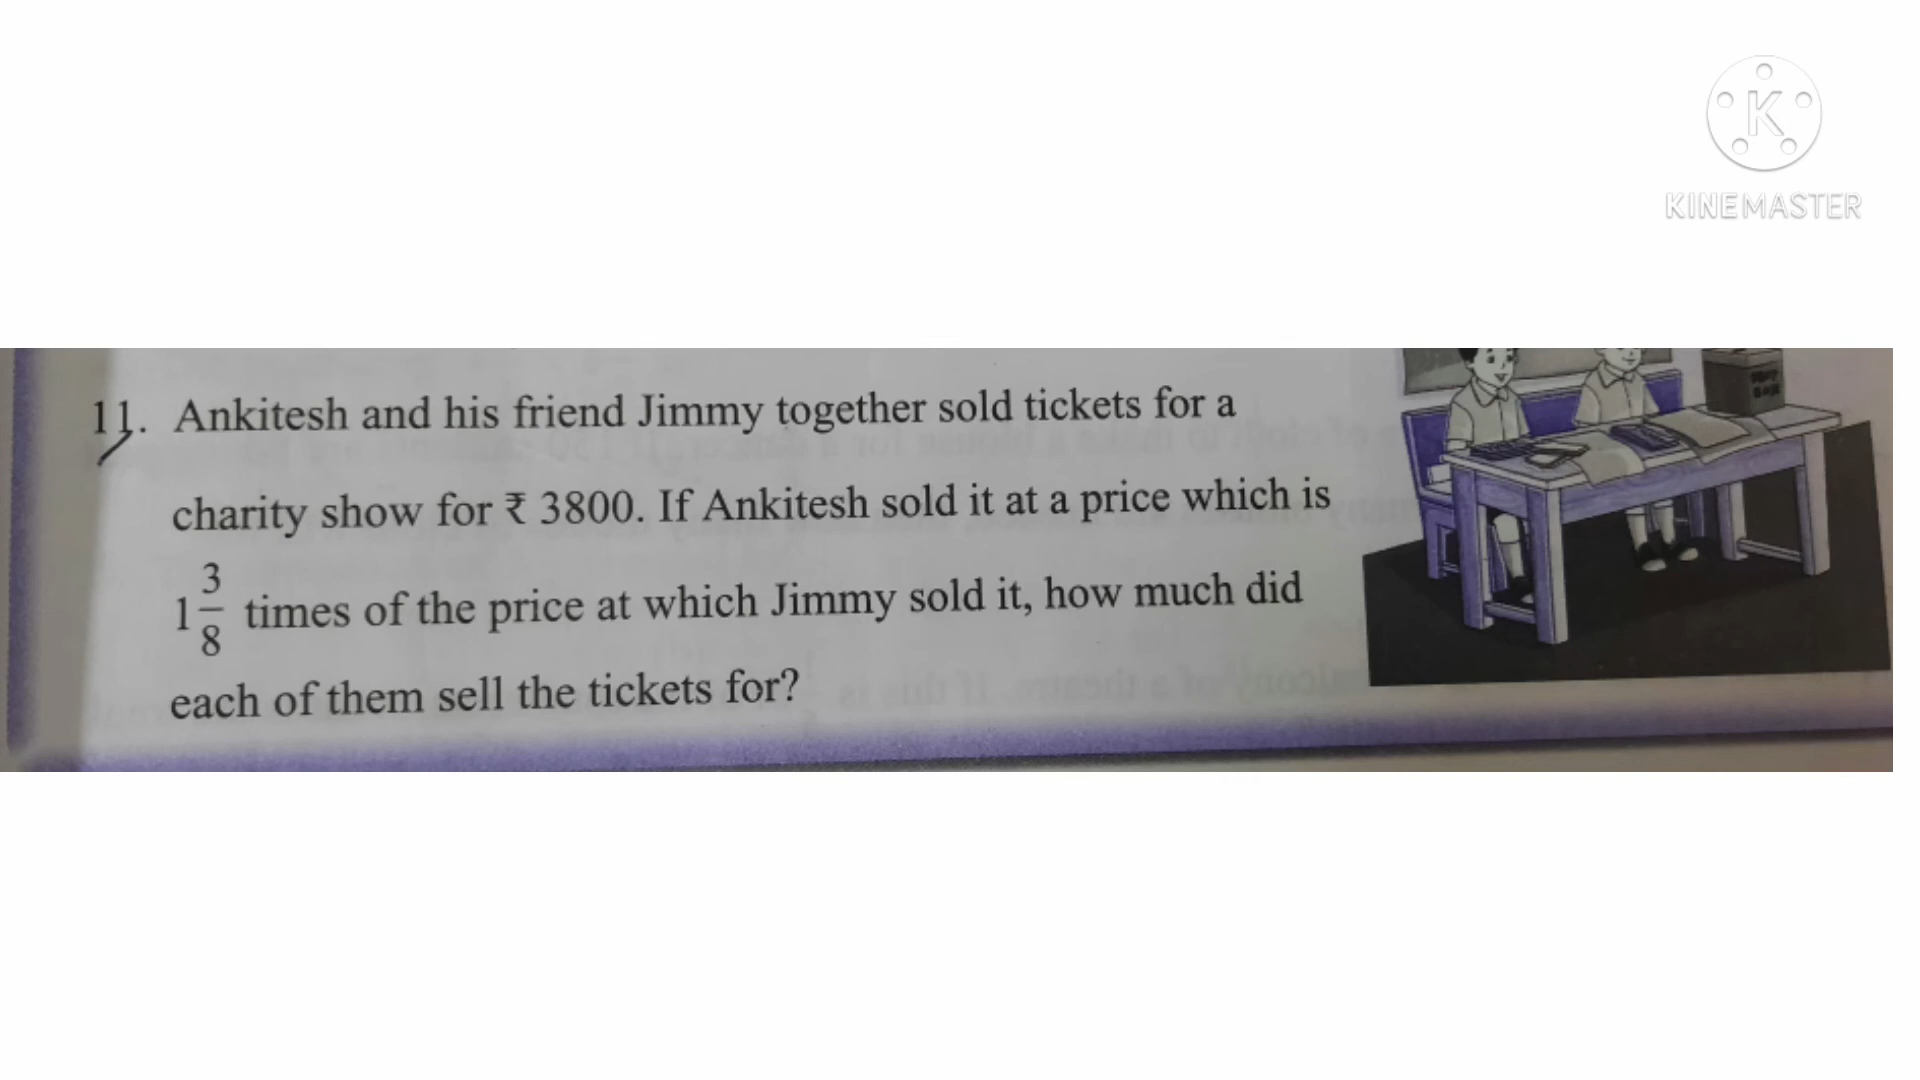 K
KINEMASTER
11. Ankitesh and his friend Jimmy together sold tickets for a
charity show for ₹ 3800. If Ankitesh sold it at a price which is
1 3/8 times of the price at which Jimmy sold it, how much did
each of them sell the tickets for?